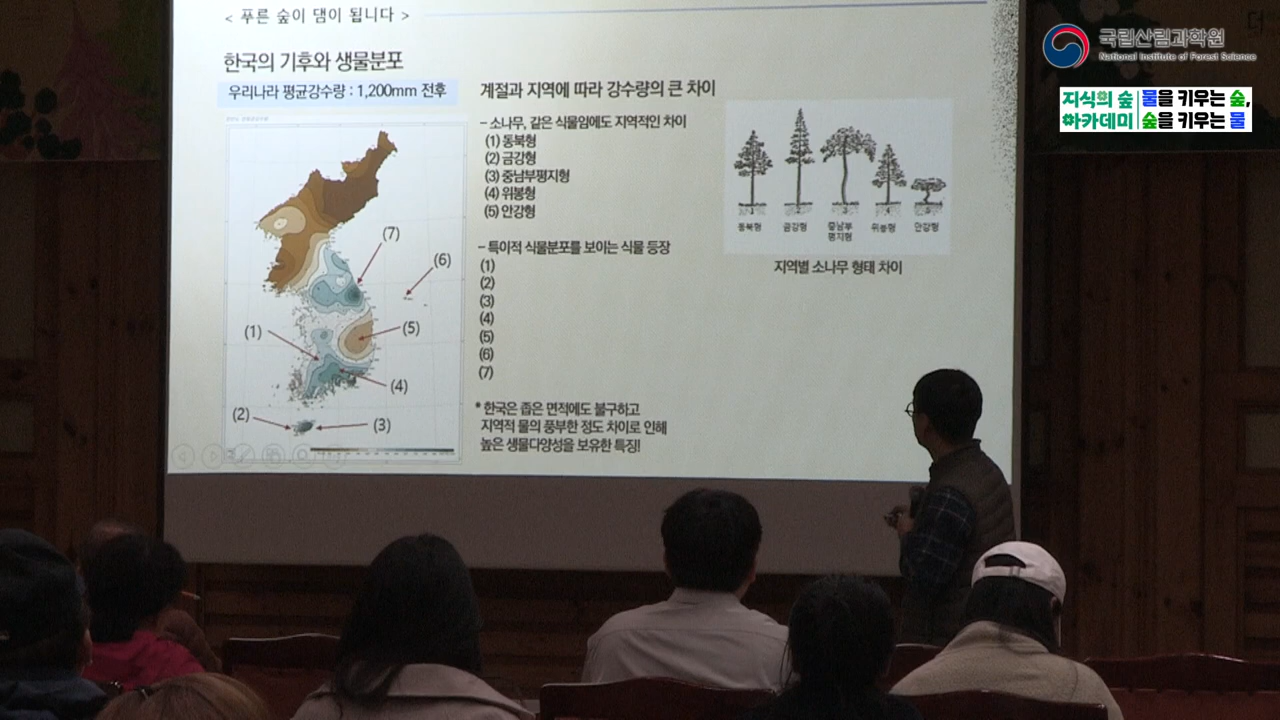 < 푸른 숲이 댐이 됩니다 >
한국의 기후와 생물분포
우리나라 평균강수량 : 1,200mm 전후
(7)
(6)
(1)
(5)
(4)
(2)
(3)
계절과 지역에 따라 강수량의 큰 차이
- 소나무, 같은 식물임에도 지역적인 차이
(1) 동북형
(2) 금강형
(3) 중남부평지형
(4) 위봉형
(5) 안강형
- 특이적 식물분포를 보이는 식물 등장
(1)
(2)
(3)
(4)
(5)
(6)
(7)
* 한국은 좁은 면적에도 불구하고
지역적 물의 풍부한 정도 차이로 인해
높은 생물다양성을 보유한 특징!
1 2 3 4 5
동북형 금강형 중남부 위봉형 안강형
평지형
지역별 소나무 형태 차이
더
국립산림과학원
National Institute of Forest Science
지식의 숲 물을 키우는 숲,
아카데미 숲을 키우는 물